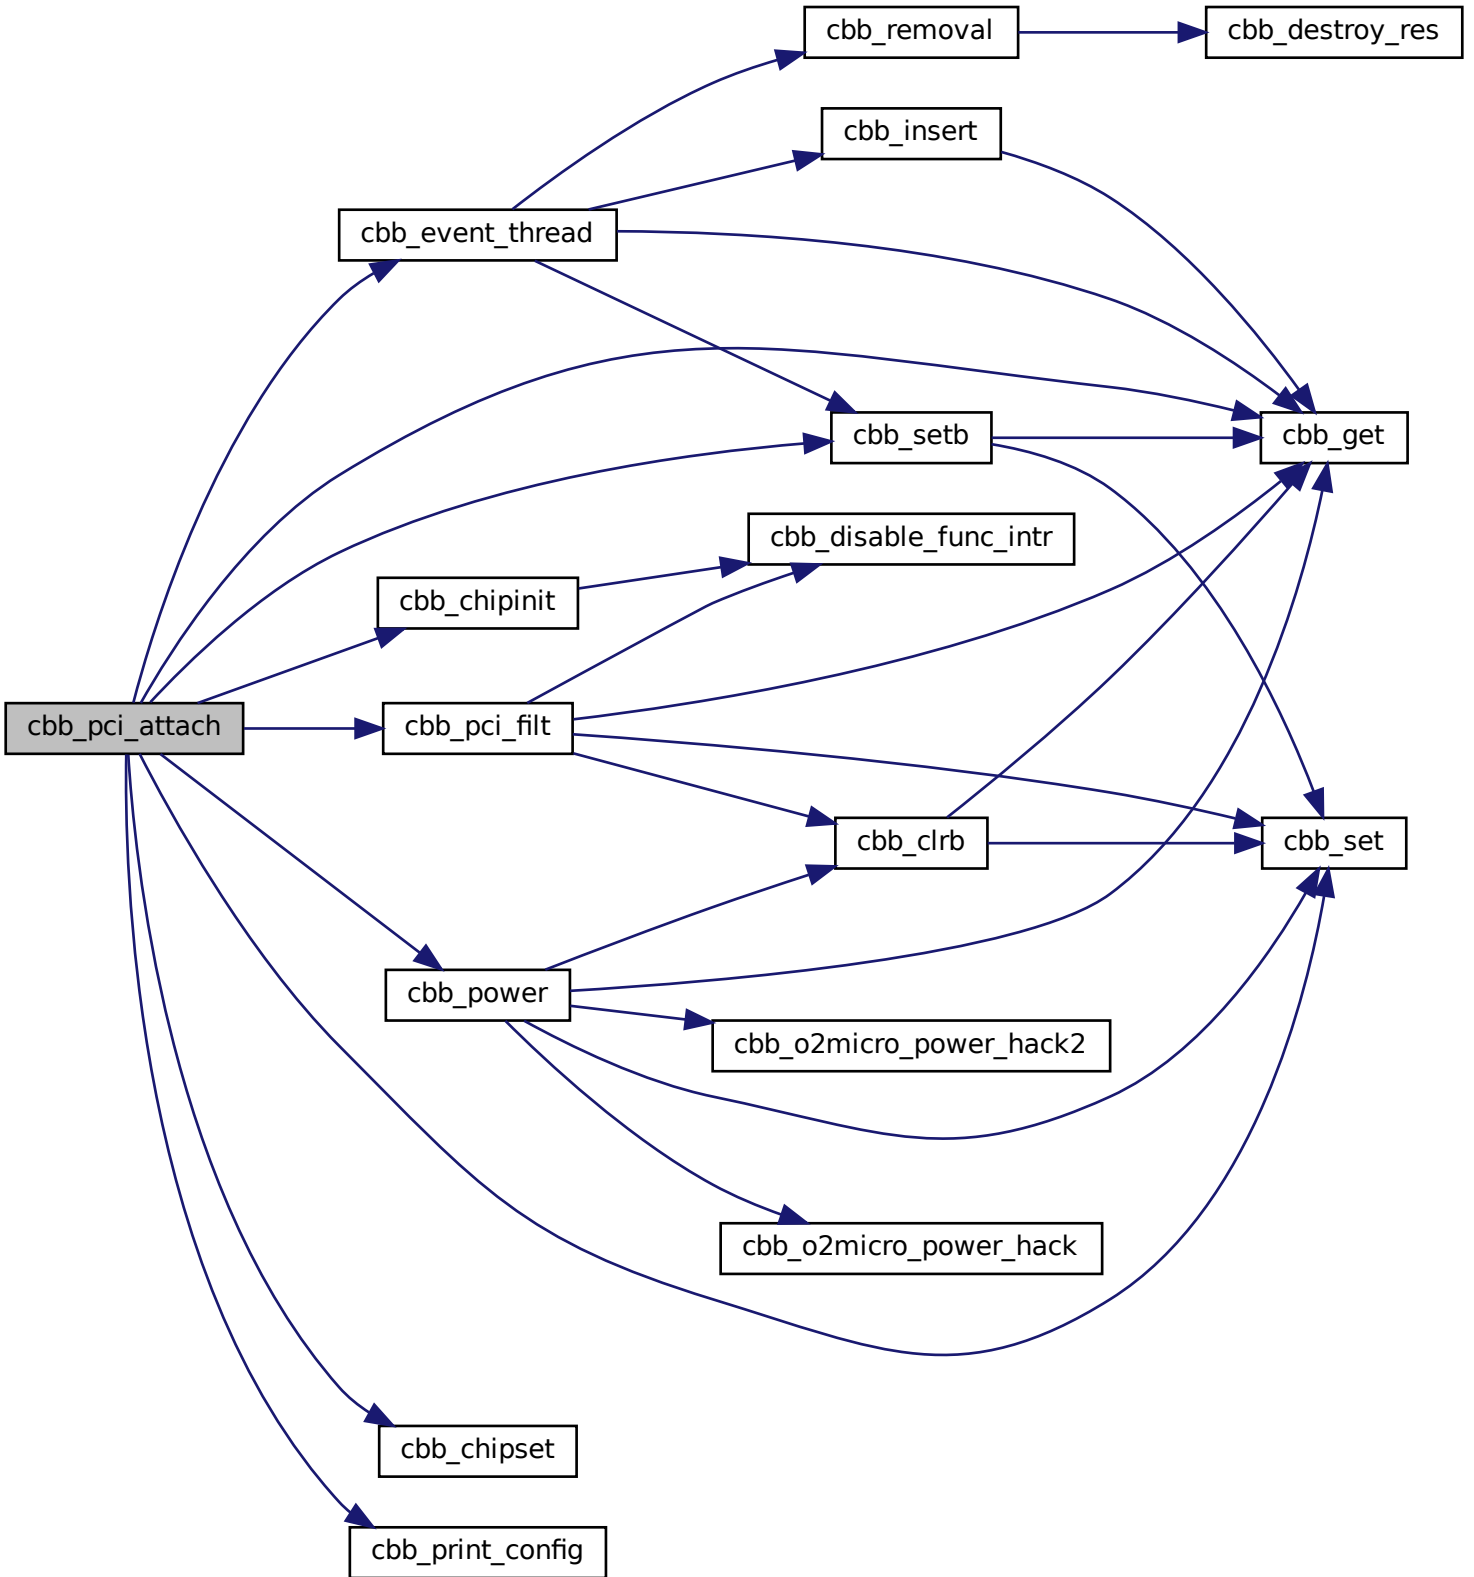 cbb_removal
cbb_destroy_res
cbb_insert
cbb_event_thread
cbb_setb
cbb_get
cbb_disable_func_intr
cbb_chipinit
cbb_pci_attach
cbb_pci_filt
cbb_clrb
cbb_set
cbb_power
cbb_o2micro_power_hack2
cbb_o2micro_power_hack
cbb_chipset
cbb_print_config